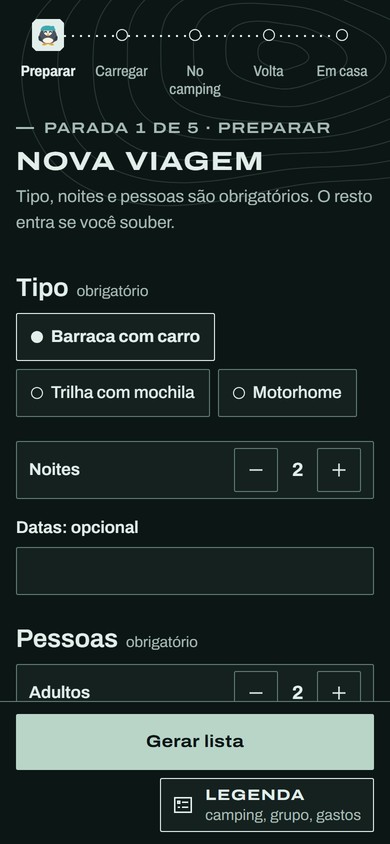 Preparar
Carregar
No
camping
Volta
Em casa
PARADA 1 DE 5 · PREPARAR
NOVA VIAGEM
Tipo, noites e pessoas são obrigatórios. O resto
entra se você souber.
Tipo obrigatório
Barraca com carro
Trilha com mochila
Motorhome
Noites
2
Datas: opcional
Pessoas obrigatório
Adultos
2
Gerar lista
LEGENDA
camping, grupo, gastos